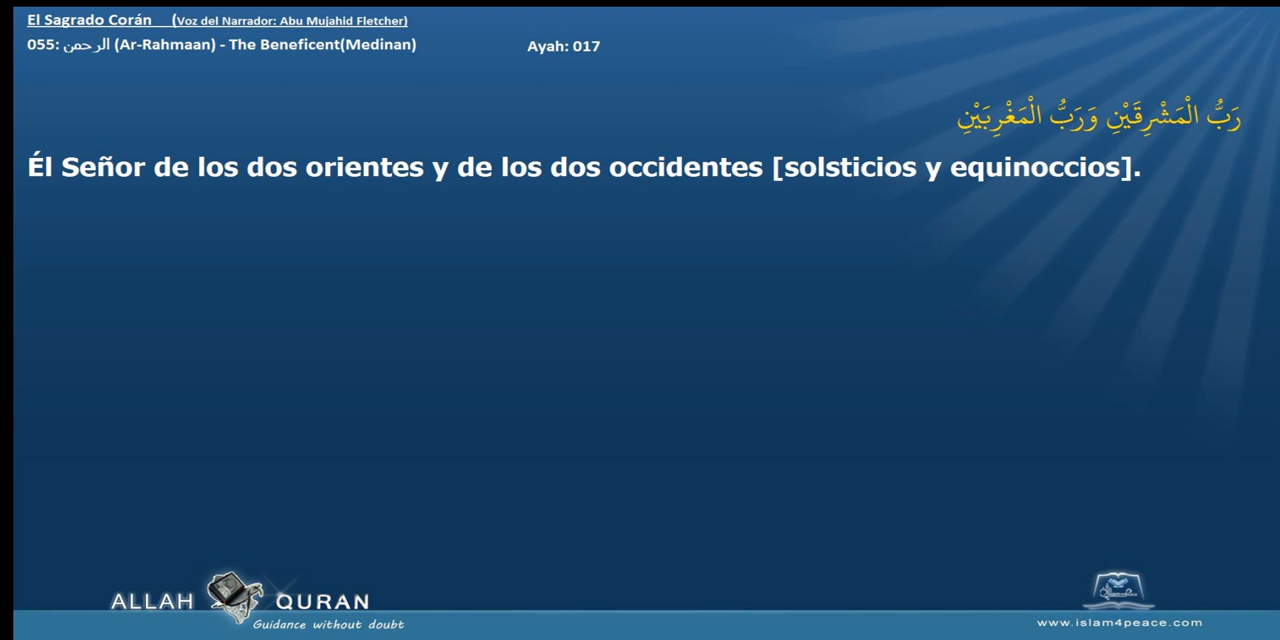 El Sagrado Corán (Voz del Narrador: Abu Mujahid Fletcher)
055: الرحمن (Ar-Rahmaan) - The Beneficent(Medinan) Ayah: 017
رَبُّ الْمَشْرِقَيْنِ وَرَبُّ الْمَغْرِبَيْنِ
Él Señor de los dos orientes y de los dos occidentes [solsticios y equinoccios].
ALLAH QURAN
Guidance without doubt
www.islam4peace.com